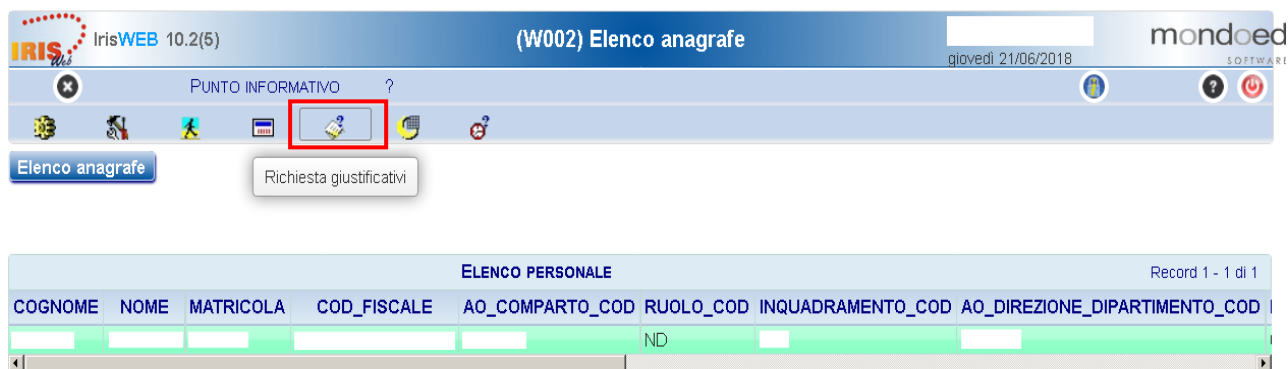 IRIS Web IrisWEB 10.2(5) (W002) Elenco anagrafe giovedì 21/06/2018 mondoed
SOFTWARE
PUNTO INFORMATIVO ?
Elenco anagrafe
Richiesta giustificativi
ELENCO PERSONALE Record 1 - 1 di 1
COGNOME NOME MATRICOLA COD_FISCALE AO_COMPARTO_COD RUOLO_COD INQUADRAMENTO_COD AO_DIREZIONE_DIPARTIMENTO_COD
ND